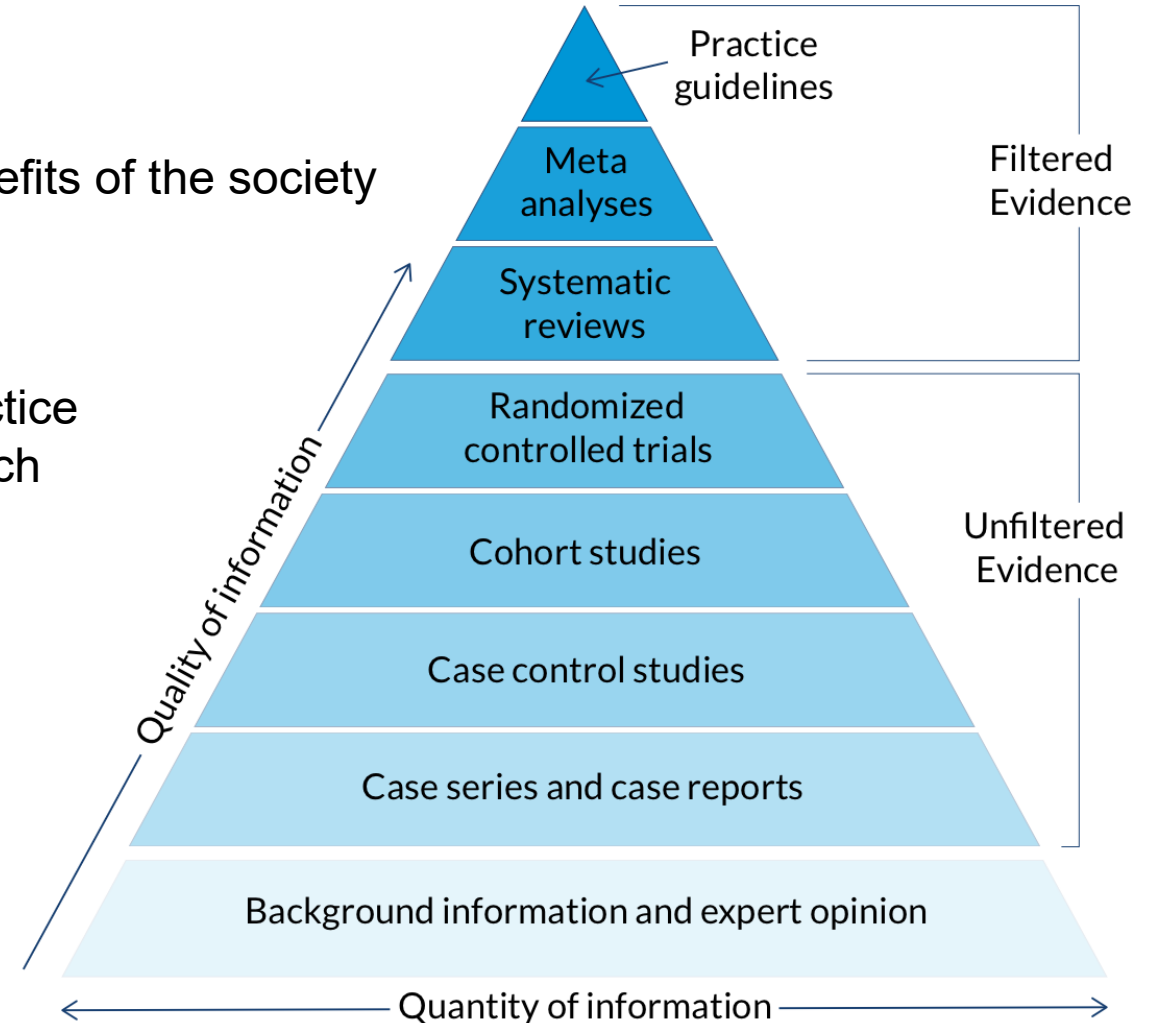 Practice
guidelines
Meta
analyses
Filtered
Evidence
efits of the society
Systematic
reviews
ctice
ch
Randomized
controlled trials
Quality of information
Cohort studies
Unfiltered
Evidence
Case control studies
Case series and case reports
Background information and expert opinion
Quantity of information